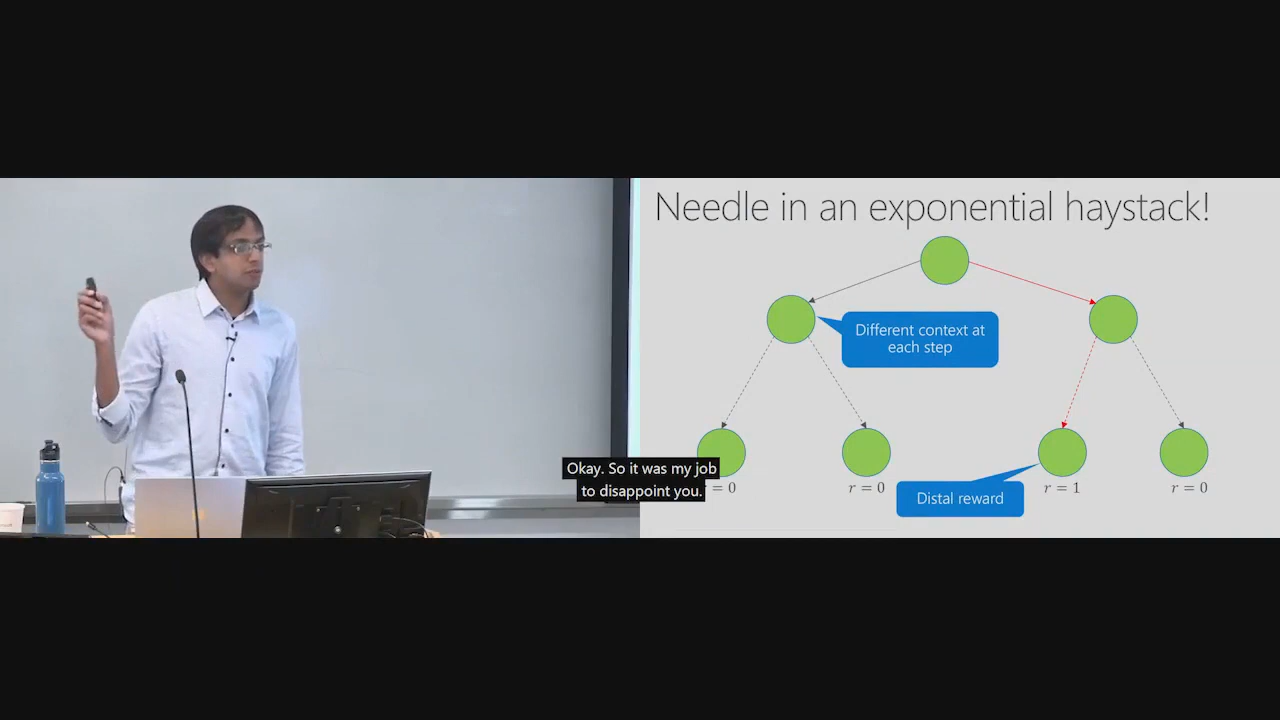 Needle in an exponential haystack!
Different context at
each step
Okay. So it was my job
to disappoint you.
= 0
r = 0
r = 1
r = 0
Distal reward